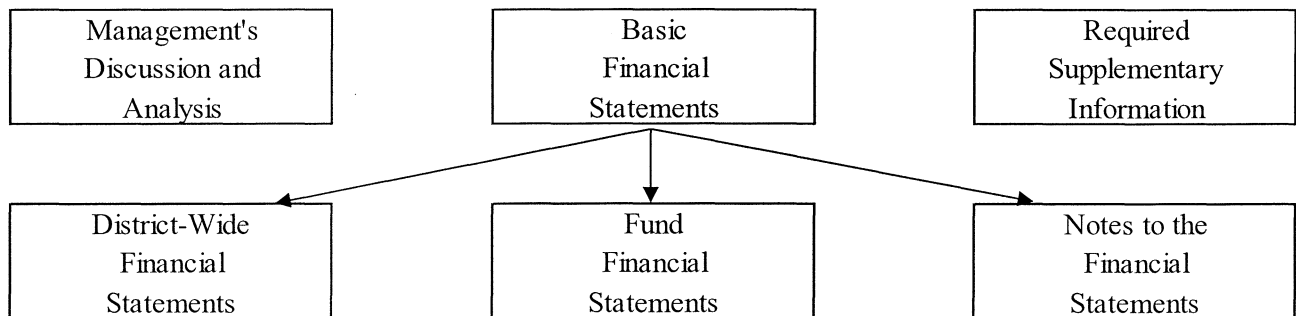 Management's
Discussion and
Analysis
Basic
Financial
Statements
Required
Supplementary
Information
District-Wide
Financial
Statements
Fund
Financial
Statements
Notes to the
Financial
Statements